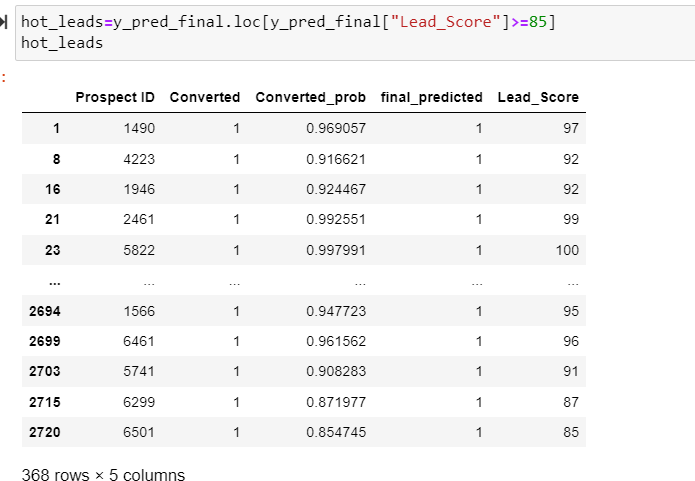 hot_leads=y_pred_final.loc[y_pred_final["Lead_Score"]>=85]
hot_leads
:
Prospect ID Converted Converted_prob final_predicted Lead_Score
1 1490 1 0.969057 1 97
8 4223 1 0.916621 1 92
16 1946 1 0.924467 1 92
21 2461 1 0.992551 1 99
23 5822 1 0.997991 1 100
... ... ... ... ... ...
2694 1566 1 0.947723 1 95
2699 6461 1 0.961562 1 96
2703 5741 1 0.908283 1 91
2715 6299 1 0.871977 1 87
2720 6501 1 0.854745 1 85
368 rows × 5 columns